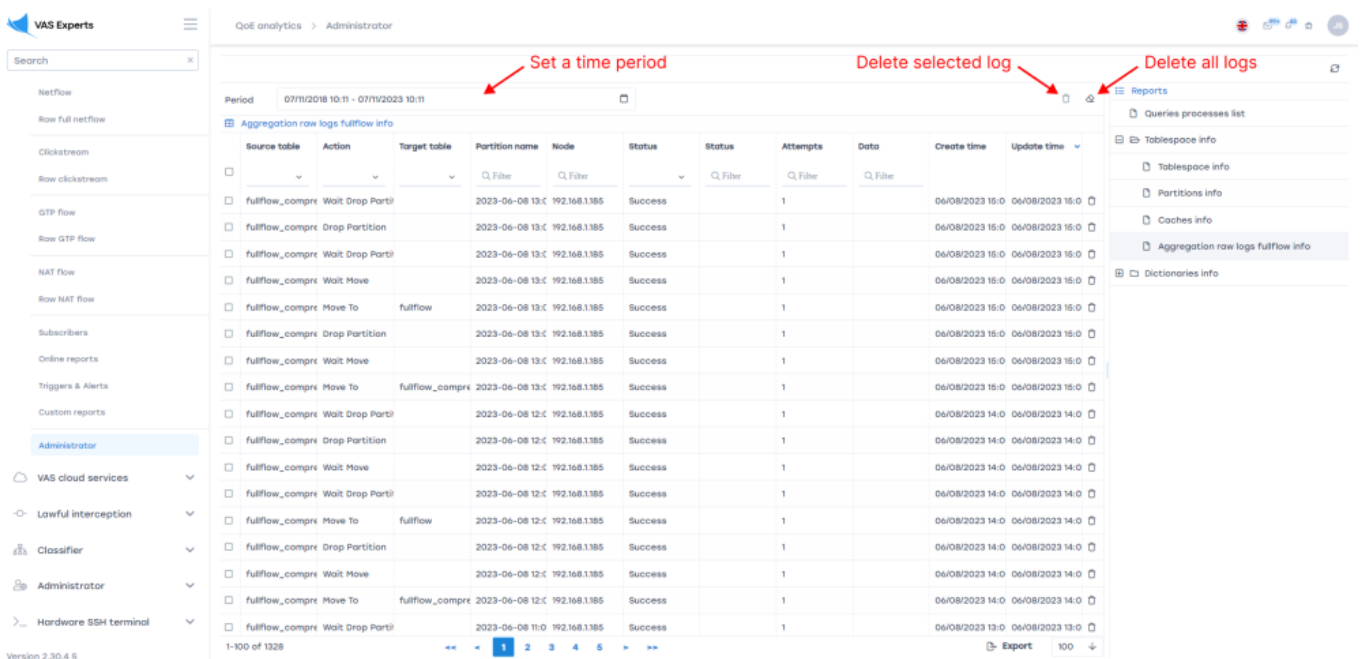 VAS Experts
QoE analytics > Administrator
99+
JS
Search
Set a time period
Delete selected log
Delete all logs
Netflow
Raw full netflow
Clickstream
Raw clickstream
GTP flow
Raw GTP flow
NAT flow
Raw NAT flow
Subscribers
Online reports
Triggers & Alerts
Custom reports
Administrator
VAS cloud services
Lawful interception
Classifier
Administrator
Hardware SSH terminal
Version 2.30.4 S
Period 07/11/2018 10:11 - 07/11/2023 10:11
Aggregation raw logs fullflow info
Source table Action Target table Partition name Node Status Status Attempts Data Create time Update time
Filter Filter Filter Filter Filter
fullflow_compre Wait Drop Parti 2023-06-08 13:0 192.168.1.185 Success 1 06/08/2023 15:0 06/08/2023 15:0
fullflow_compre Drop Partition 2023-06-08 13:0 192.168.1.185 Success 1 06/08/2023 15:0 06/08/2023 15:0
fullflow_compre Wait Drop Parti 2023-06-08 13:0 192.168.1.185 Success 1 06/08/2023 15:0 06/08/2023 15:0
fullflow_compre Wait Move 2023-06-08 13:0 192.168.1.185 Success 1 06/08/2023 15:0 06/08/2023 15:0
fullflow_compre Move To fullflow 2023-06-08 13:0 192.168.1.185 Success 1 06/08/2023 15:0 06/08/2023 15:0
fullflow_compre Drop Partition 2023-06-08 13:0 192.168.1.185 Success 1 06/08/2023 15:0 06/08/2023 15:0
fullflow_compre Wait Move 2023-06-08 13:0 192.168.1.185 Success 1 06/08/2023 15:0 06/08/2023 15:0
fullflow_compre Move To fullflow_compre 2023-06-08 13:0 192.168.1.185 Success 1 06/08/2023 15:0 06/08/2023 15:0
fullflow_compre Wait Drop Parti 2023-06-08 12:0 192.168.1.185 Success 1 06/08/2023 14:0 06/08/2023 14:0
fullflow_compre Drop Partition 2023-06-08 12:0 192.168.1.185 Success 1 06/08/2023 14:0 06/08/2023 14:0
fullflow_compre Wait Move 2023-06-08 12:0 192.168.1.185 Success 1 06/08/2023 14:0 06/08/2023 14:0
fullflow_compre Wait Drop Parti 2023-06-08 12:0 192.168.1.185 Success 1 06/08/2023 14:0 06/08/2023 14:0
fullflow_compre Move To fullflow 2023-06-08 12:0 192.168.1.185 Success 1 06/08/2023 14:0 06/08/2023 14:0
fullflow_compre Drop Partition 2023-06-08 12:0 192.168.1.185 Success 1 06/08/2023 14:0 06/08/2023 14:0
fullflow_compre Wait Move 2023-06-08 12:0 192.168.1.185 Success 1 06/08/2023 14:0 06/08/2023 14:0
fullflow_compre Move To fullflow_compre 2023-06-08 12:0 192.168.1.185 Success 1 06/08/2023 14:0 06/08/2023 14:0
fullflow_compre Wait Drop Parti 2023-06-08 11:0 192.168.1.185 Success 1 06/08/2023 13:0 06/08/2023 13:0
1-100 of 1328 << < 1 2 3 4 5 > >> Export 100
Reports
Queries processes list
Tablespace info
Tablespace info
Partitions info
Caches info
Aggregation raw logs fullflow info
Dictionaries info